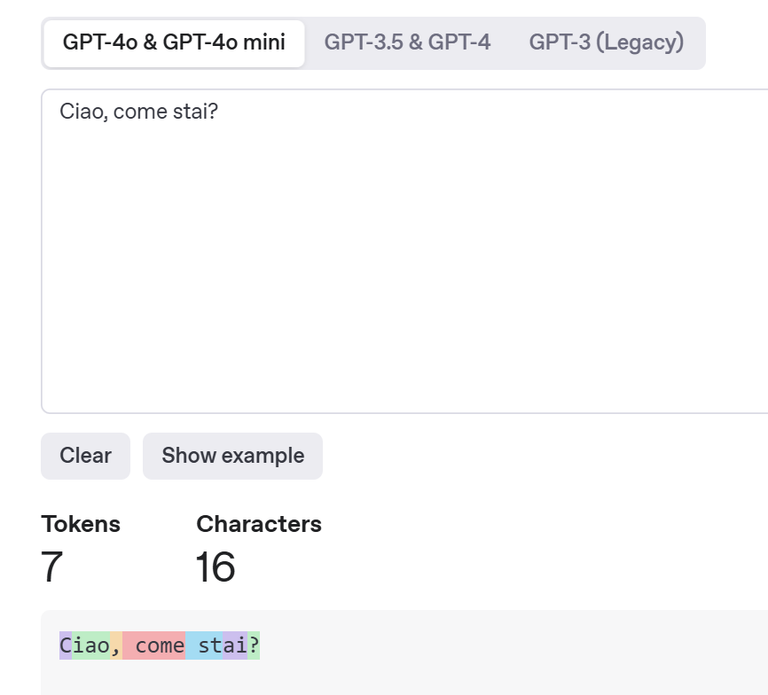 GPT-4o & GPT-4o mini GPT-3.5 & GPT-4 GPT-3 (Legacy)
Ciao, come stai?
Clear Show example
Tokens Characters
7 16
Ciao, come stai?